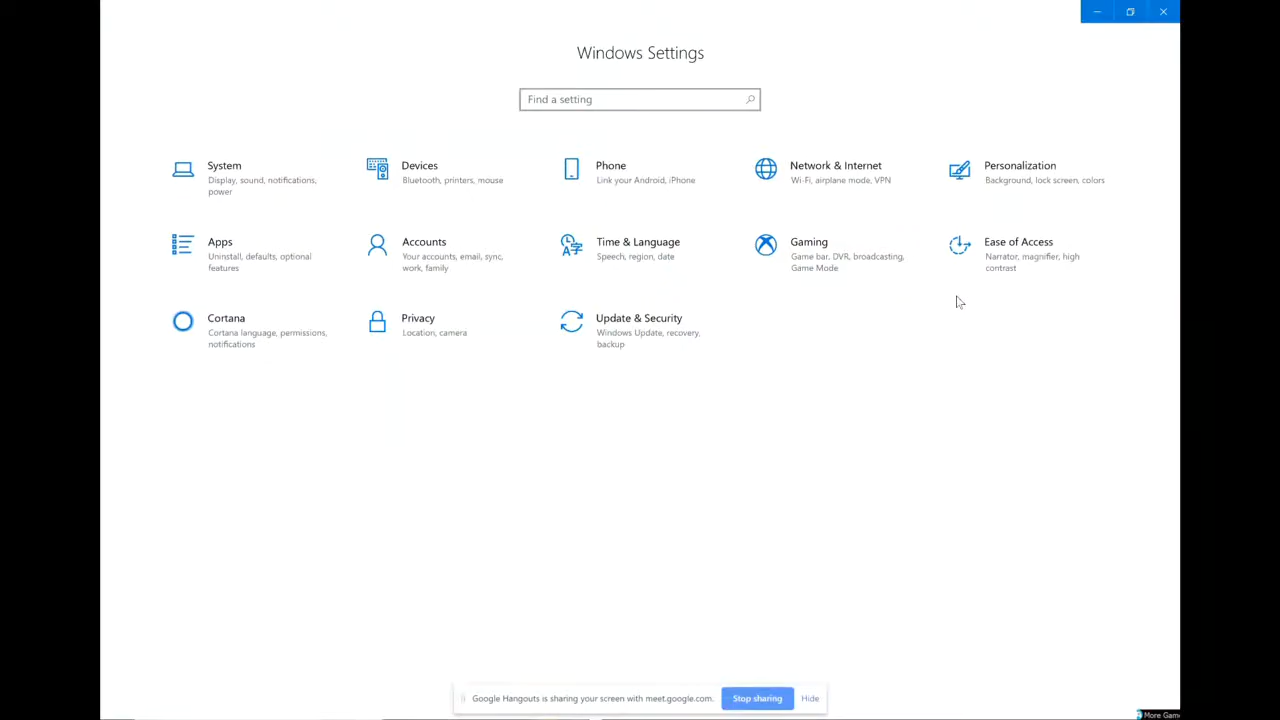 Windows Settings
Find a setting
System
Display, sound, notifications,
power
Devices
Bluetooth, printers, mouse
Phone
Link your Android, iPhone
Network & Internet
Wi-Fi, airplane mode, VPN
Personalization
Background, lock screen, colors
Apps
Uninstall, defaults, optional
features
Accounts
Your accounts, email, sync,
work, family
Time & Language
Speech, region, date
Gaming
Game bar, DVR, broadcasting,
Game Mode
Ease of Access
Narrator, magnifier, high
contrast
Cortana
Cortana language, permissions,
notifications
Privacy
Location, camera
Update & Security
Windows Update, recovery,
backup
Google Hangouts is sharing your screen with meet.google.com.
Stop sharing
Hide
More Gam